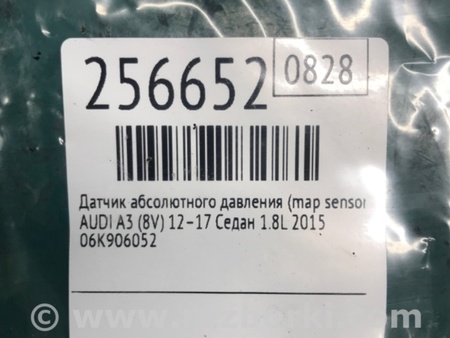 256652 0828
Датчик абсолютного давления (map sensor
AUDI A3 (8V) 12-17 Седан 1.8L 2015
06K906052